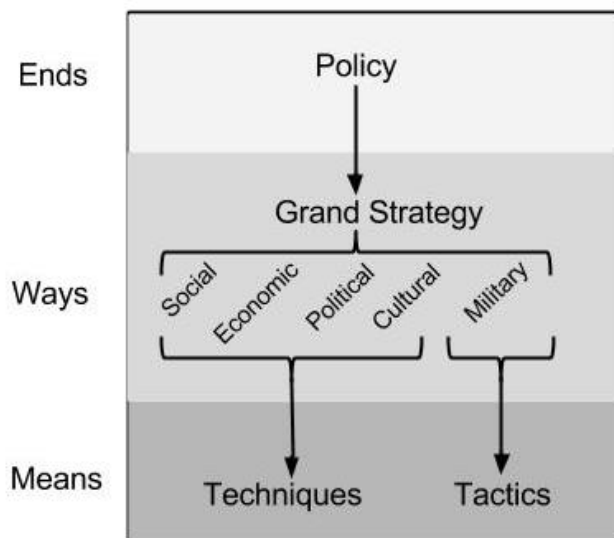 Ends
Policy
Grand Strategy
Ways
Social
Economic
Political
Cultural
Military
Means
Techniques
Tactics